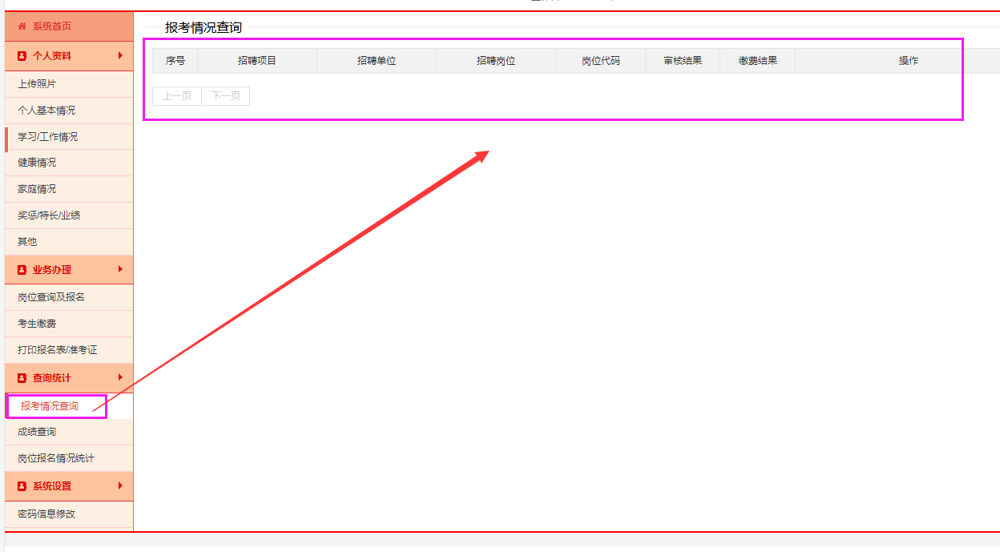 系统首页
个人资料
上传照片
个人基本情况
学习/工作情况
健康情况
家庭情况
奖惩/特长/业绩
其他
业务办理
岗位查询及报名
考生缴费
打印报名表/准考证
查询统计
报考情况查询
成绩查询
岗位报名情况统计
系统设置
密码信息修改
报考情况查询
序号 招聘项目 招聘单位 招聘岗位 岗位代码 审核结果 缴费结果 操作
上一页 下一页